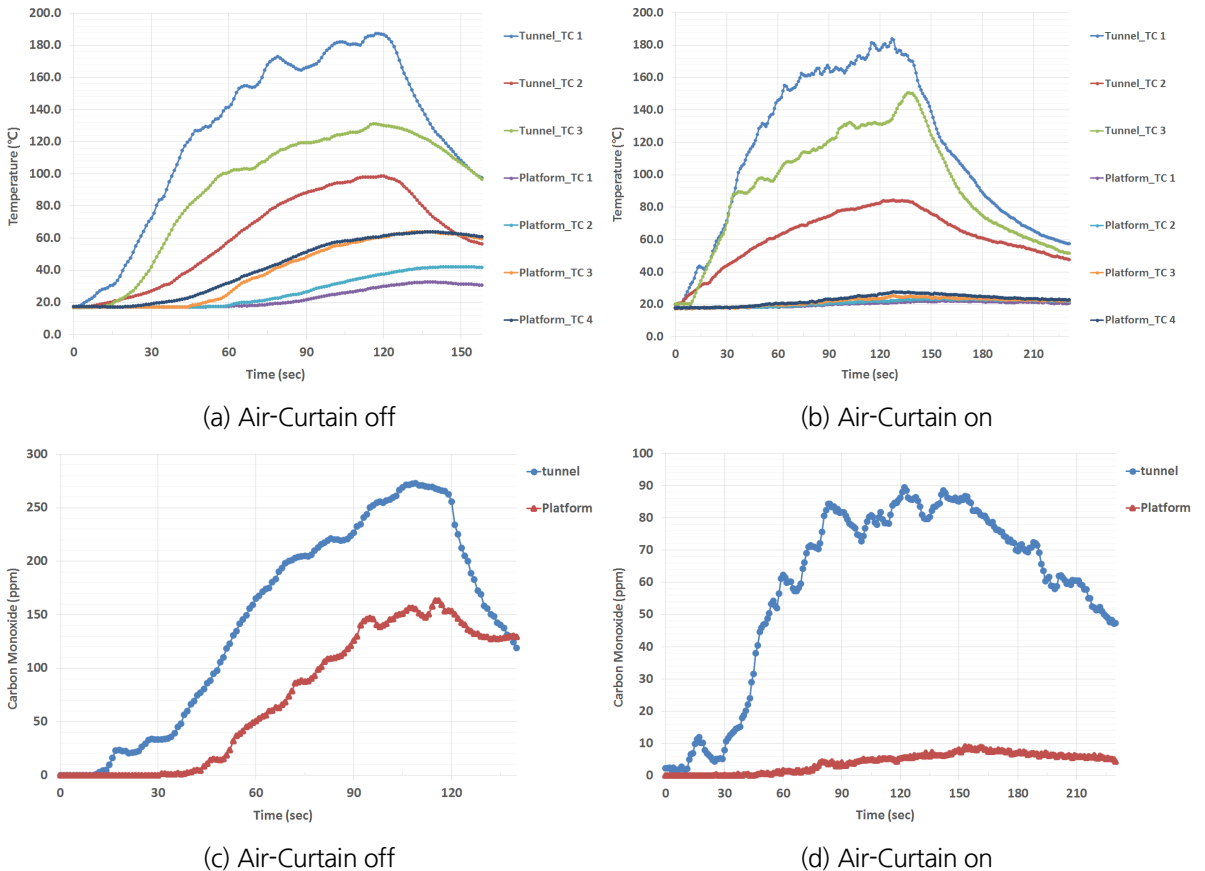 200.0
180.0
160.0
140.0
120.0
100.0
80.0
60.0
40.0
20.0
0.0
Temperature (℃)
0 30 60 90 120 150
Time (sec)
Tunnel_TC 1
Tunnel_TC 2
Tunnel_TC 3
Platform_TC 1
Platform_TC 2
Platform_TC 3
Platform_TC 4
(a) Air-Curtain off
200.0
180.0
160.0
140.0
120.0
100.0
80.0
60.0
40.0
20.0
0.0
Temperature (℃)
0 30 60 90 120 150 180 210
Time (sec)
Tunnel_TC 1
Tunnel_TC 2
Tunnel_TC 3
Platform_TC 1
Platform_TC 2
Platform_TC 3
Platform_TC 4
(b) Air-Curtain on
300
250
200
150
100
50
0
Carbon Monoxide (ppm)
0 30 60 90 120
Time (sec)
tunnel
Platform
(c) Air-Curtain off
100
90
80
70
60
50
40
30
20
10
0
Carbon Monoxide (ppm)
0 30 60 90 120 150 180 210
Time (sec)
tunnel
Platform
(d) Air-Curtain on